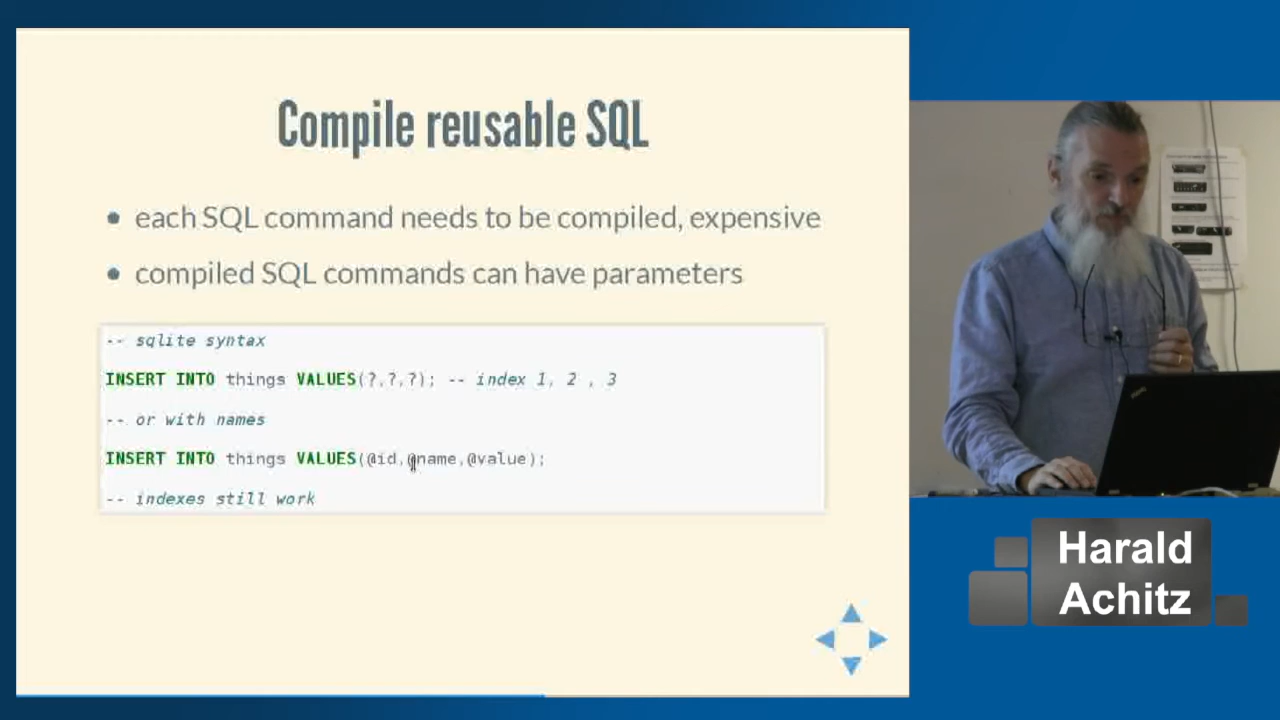 Compile reusable SQL
each SQL command needs to be compiled, expensive
compiled SQL commands can have parameters
-- sqlite syntax
INSERT INTO things VALUES(?,?,?); -- index 1, 2 , 3
-- or with names
INSERT INTO things VALUES(@id,@name,@value);
-- indexes still work
Harald
Achitz